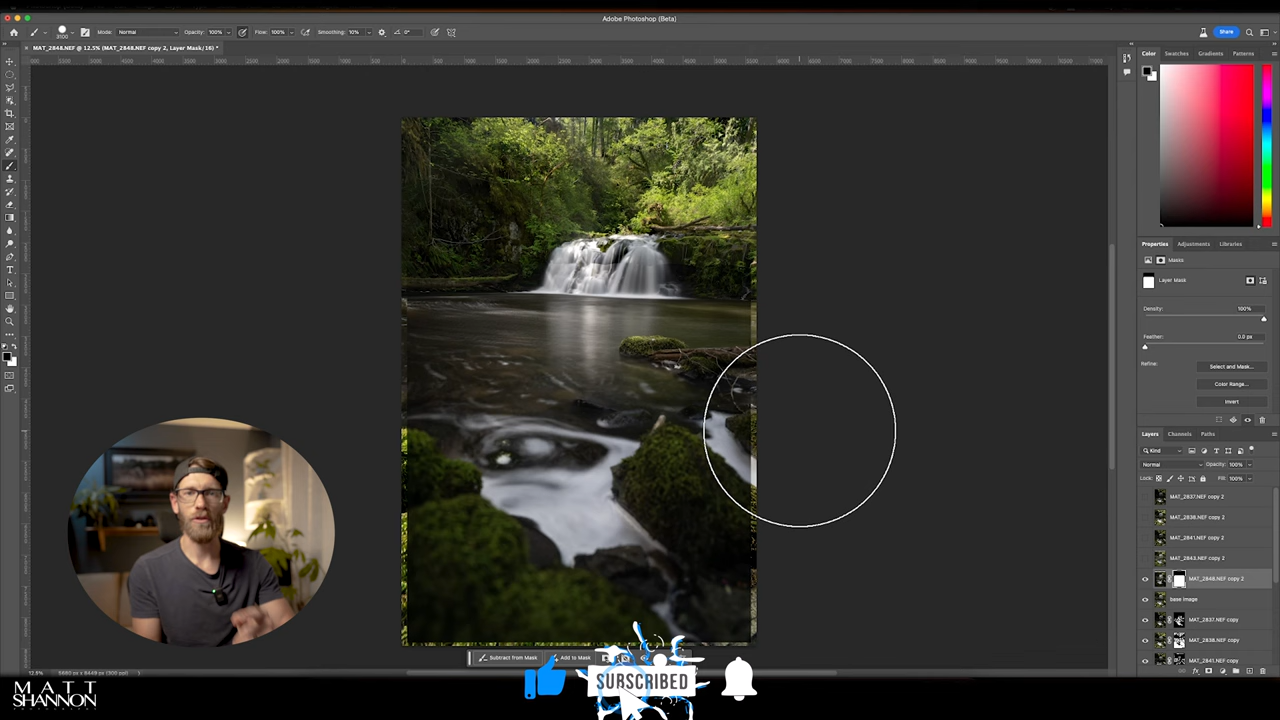 Adobe Photoshop (Beta)
3500 Mode: Normal Opacity: 100% Flow: 100% Smoothing: 10% 0° Share
× MAT_2848.NEF @ 12.5% (MAT_2848.NEF copy 2, Layer Mask/16) *
Color Swatches Gradients Patterns
Properties Adjustments Libraries
Masks
Layer Mask
Density: 100%
Feather: 0.0 px
Refine: Select and Mask...
Color Range...
Invert
Layers Channels Paths
Kind
Normal Opacity: 100%
Lock: Fill: 100%
MAT_2837.NEF copy 2
MAT_2838.NEF copy 2
MAT_2841.NEF copy 2
MAT_2843.NEF copy 2
MAT_2848.NEF copy 2
base image
MAT_2837.NEF copy
MAT_2838.NEF copy
MAT_2841.NEF copy
Subtract from Mask Add to Mask
SUBSCRIBED
MATT
SHANNON